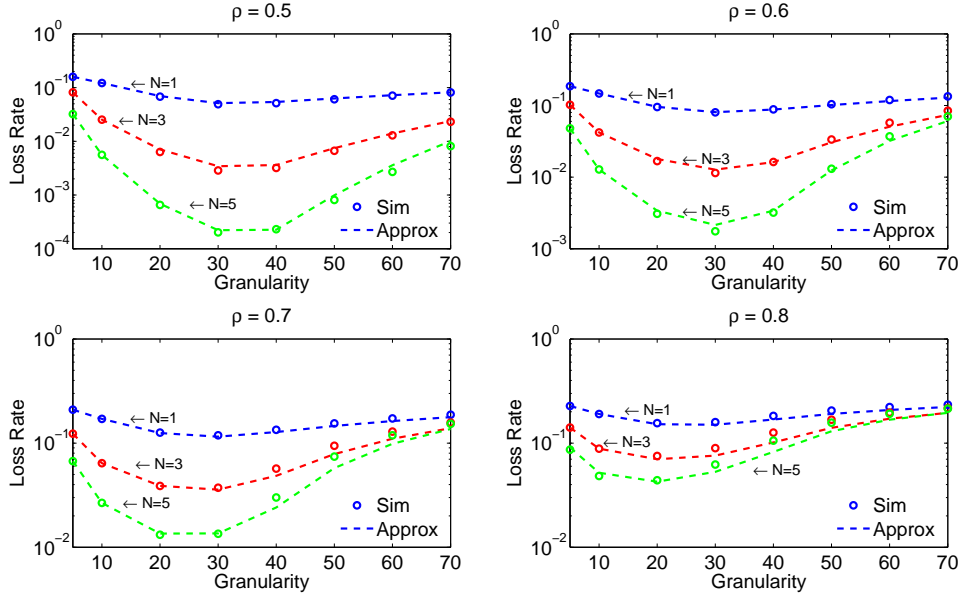 ρ = 0.5
Loss Rate
10^0
10^−1
10^−2
10^−3
10^−4
← N=1
← N=3
← N=5
Sim
Approx
10 20 30 40 50 60 70
Granularity
ρ = 0.6
Loss Rate
10^0
10^−1
10^−2
10^−3
← N=1
← N=3
← N=5
Sim
Approx
10 20 30 40 50 60 70
Granularity
ρ = 0.7
Loss Rate
10^0
10^−1
10^−2
← N=1
← N=3
← N=5
Sim
Approx
10 20 30 40 50 60 70
Granularity
ρ = 0.8
Loss Rate
10^0
10^−1
10^−2
← N=1
← N=3
← N=5
Sim
Approx
10 20 30 40 50 60 70
Granularity